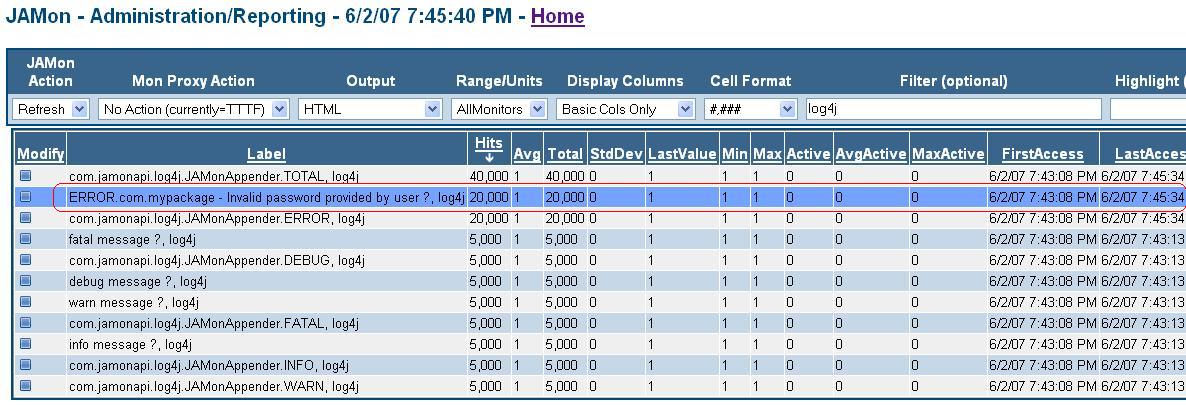 JAMon - Administration/Reporting - 6/2/07 7:45:40 PM - Home
JAMon Action Mon Proxy Action Output Range/Units Display Columns Cell Format Filter (optional) Highlight (
Refresh No Action (currently=TTTF) HTML AllMonitors Basic Cols Only #,### log4j
Modify Label Hits Avg Total StdDev LastValue Min Max Active AvgActive MaxActive FirstAccess LastAcces
com.jamonapi.log4j.JAMonAppender.TOTAL, log4j 40,000 1 40,000 0 1 1 1 0 0 0 6/2/07 7:43:08 PM 6/2/07 7:45:34
ERROR.com.mypackage - Invalid password provided by user ?, log4j 20,000 1 20,000 0 1 1 1 0 0 0 6/2/07 7:43:08 PM 6/2/07 7:45:34
com.jamonapi.log4j.JAMonAppender.ERROR, log4j 20,000 1 20,000 0 1 1 1 0 0 0 6/2/07 7:43:08 PM 6/2/07 7:45:34
fatal message ?, log4j 5,000 1 5,000 0 1 1 1 0 0 0 6/2/07 7:43:08 PM 6/2/07 7:43:13
com.jamonapi.log4j.JAMonAppender.DEBUG, log4j 5,000 1 5,000 0 1 1 1 0 0 0 6/2/07 7:43:08 PM 6/2/07 7:43:13
debug message ?, log4j 5,000 1 5,000 0 1 1 1 0 0 0 6/2/07 7:43:08 PM 6/2/07 7:43:13
warn message ?, log4j 5,000 1 5,000 0 1 1 1 0 0 0 6/2/07 7:43:08 PM 6/2/07 7:43:13
com.jamonapi.log4j.JAMonAppender.FATAL, log4j 5,000 1 5,000 0 1 1 1 0 0 0 6/2/07 7:43:08 PM 6/2/07 7:43:13
info message ?, log4j 5,000 1 5,000 0 1 1 1 0 0 0 6/2/07 7:43:08 PM 6/2/07 7:43:13
com.jamonapi.log4j.JAMonAppender.INFO, log4j 5,000 1 5,000 0 1 1 1 0 0 0 6/2/07 7:43:08 PM 6/2/07 7:43:13
com.jamonapi.log4j.JAMonAppender.WARN, log4j 5,000 1 5,000 0 1 1 1 0 0 0 6/2/07 7:43:08 PM 6/2/07 7:43:13